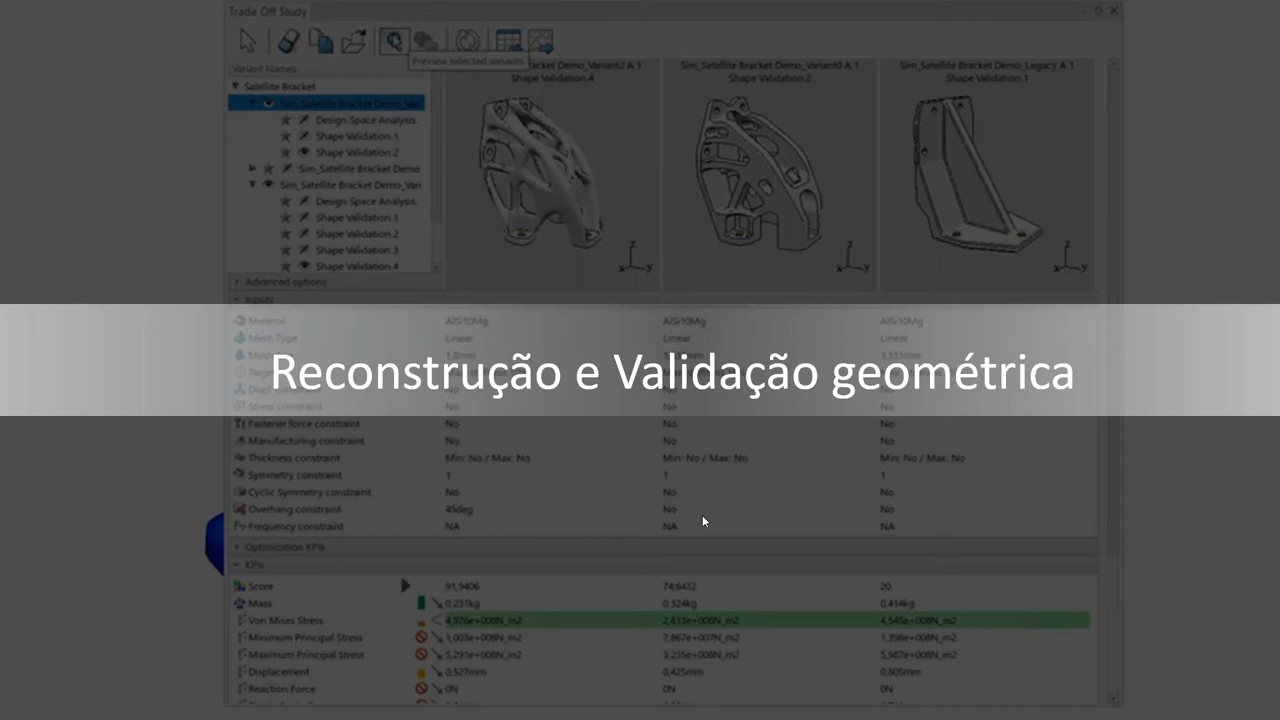 Trade Off Study
Preview selected variants
Variant Names
Satellite Bracket
Sim_Satellite Bracket Demo_Var
Design Space Analysis.
Shape Validation.1
Shape Validation.2
Sim_Satellite Bracket Demo
Sim_Satellite Bracket Demo_Vari
Design Space Analysis.
Shape Validation.1
Shape Validation.2
Shape Validation.3
Shape Validation.4
Bracket Demo_Variant2 A.1
Shape Validation.4
Sim_Satellite Bracket Demo_Variant0 A.1
Shape Validation.2
Sim_Satellite Bracket Demo_Legacy A.1
Shape Validation.1
z
x y
z
x y
z
x y
Advanced options
Inputs
Material AlSi10Mg AlSi10Mg AlSi10Mg
Mesh Type Linear Linear Linear
Reconstrução e Validação geométrica
Stress constraint No No No
Fastener force constraint No No No
Manufacturing constraint No No No
Thickness constraint Min: No / Max: No Min: No / Max: No Min: No / Max: No
Symmetry constraint 1 1 1
Cyclic Symmetry constraint No No No
Overhang constraint 45deg No No
Frequency constraint NA NA NA
Optimization KPIs
KPIs
Score 91,9406 74,6432 20
Mass 0,231kg 0,324kg 0,414kg
Von Mises Stress 4,976e+008N_m2 2,813e+008N_m2 4,545e+008N_m2
Minimum Principal Stress 1,003e+008N_m2 7,867e+007N_m2 1,398e+008N_m2
Maximum Principal Stress 5,291e+008N_m2 3,235e+008N_m2 5,987e+008N_m2
Displacement 0,527mm 0,425mm 0,805mm
Reaction Force 0N 0N 0N